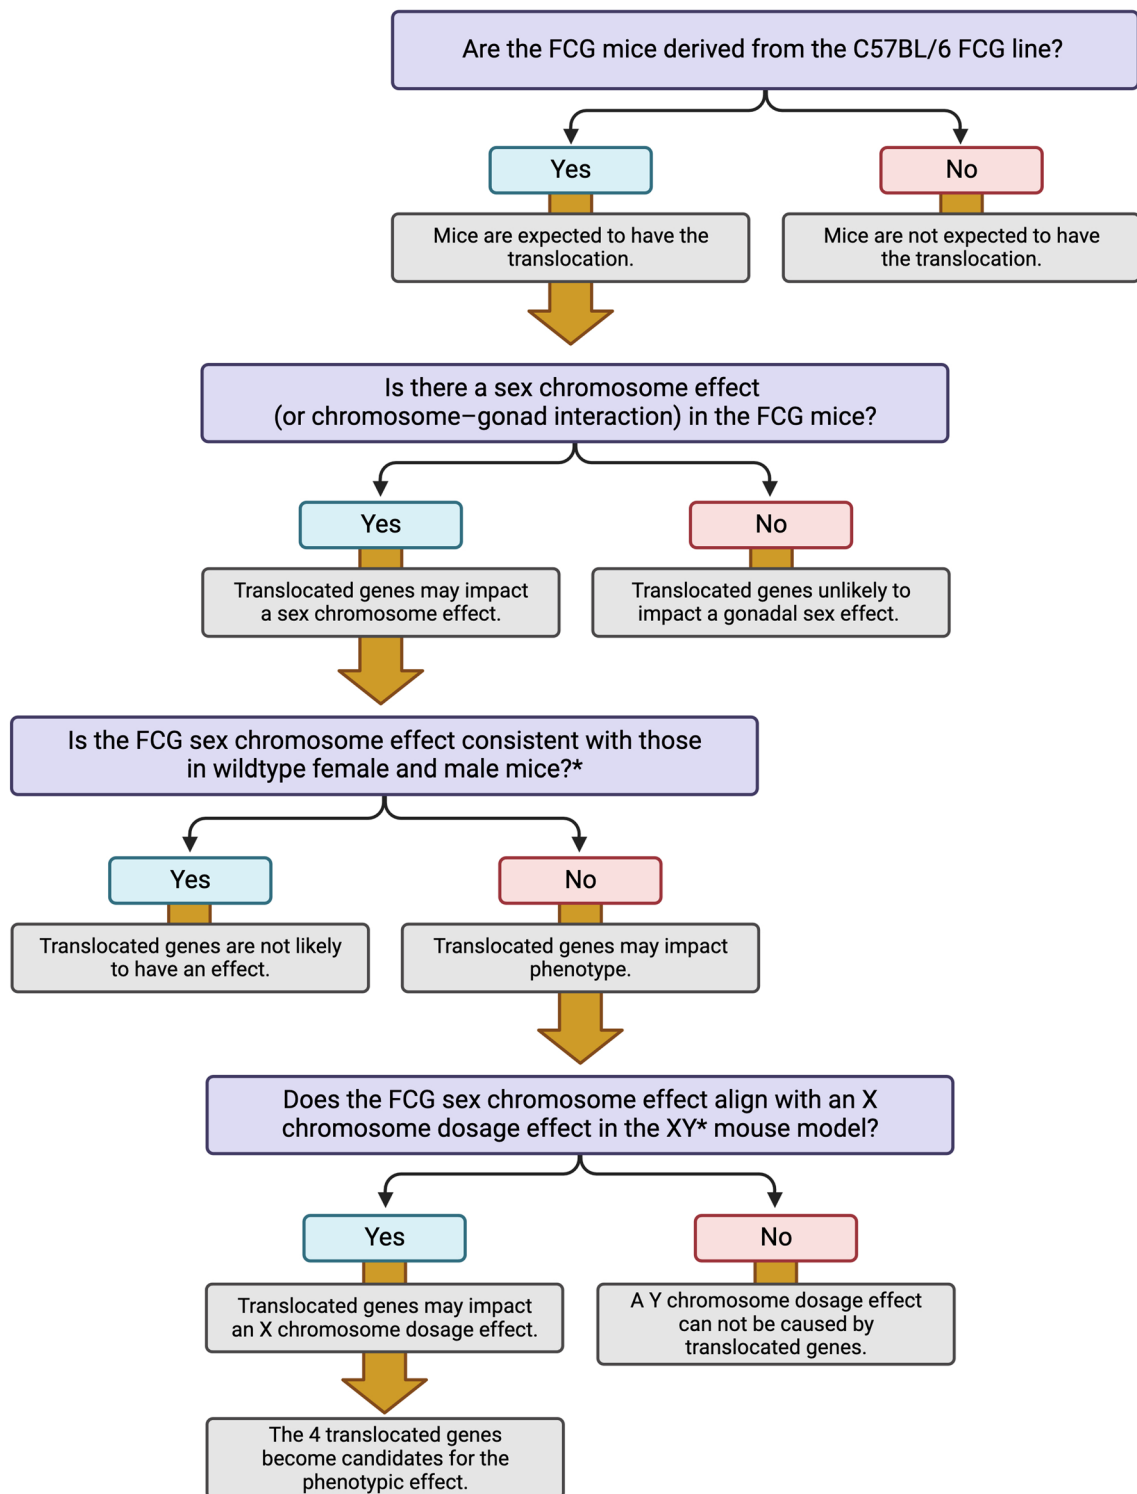 Are the FCG mice derived from the C57BL/6 FCG line?
Yes
No
Mice are expected to have the
translocation.
Mice are not expected to have
the translocation.
Is there a sex chromosome effect
(or chromosome–gonad interaction) in the FCG mice?
Yes
No
Translocated genes may impact
a sex chromosome effect.
Translocated genes unlikely to
impact a gonadal sex effect.
Is the FCG sex chromosome effect consistent with those
in wildtype female and male mice?*
Yes
No
Translocated genes are not likely
to have an effect.
Translocated genes may impact
phenotype.
Does the FCG sex chromosome effect align with an X
chromosome dosage effect in the XY* mouse model?
Yes
No
Translocated genes may impact
an X chromosome dosage effect.
A Y chromosome dosage effect
can not be caused by
translocated genes.
The 4 translocated genes
become candidates for the
phenotypic effect.